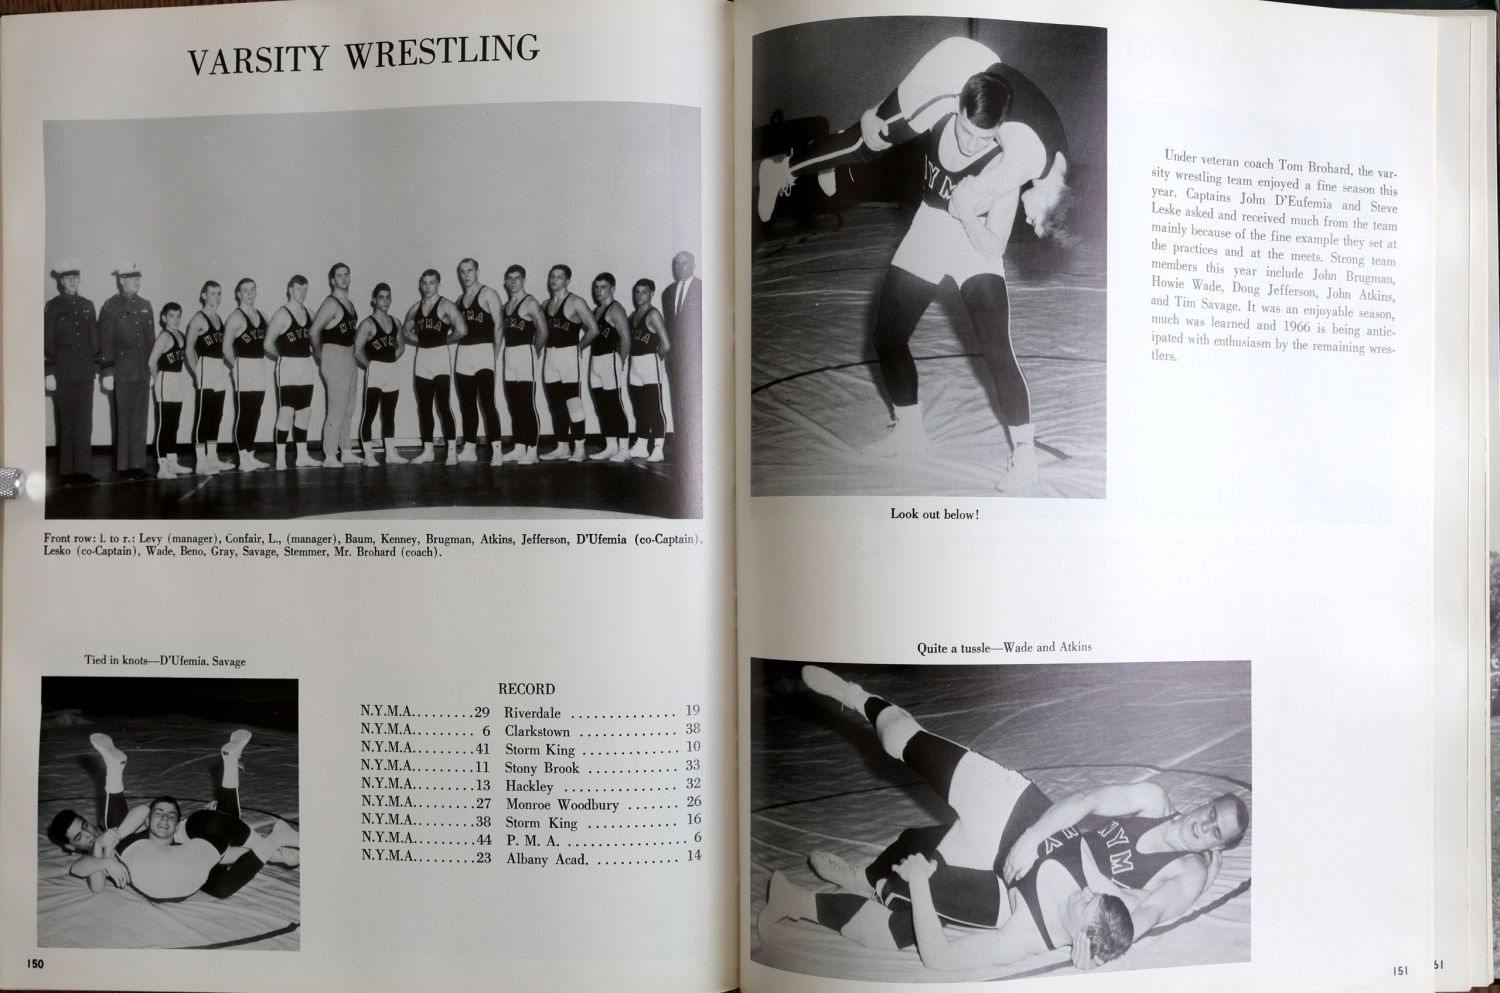 VARSITY WRESTLING
NYMA
NYMA
Front row: l. to r.: Levy (manager), Confair, L., (manager), Baum, Kenney, Brugman, Atkins, Jefferson, D'Ufemia (co-Captain),
Lesko (co-Captain), Wade, Beno, Gray, Savage, Stemmer, Mr. Brohard (coach).
Tied in knots—D'Ufemia. Savage
RECORD
N.Y.M.A.........29 Riverdale ............... 19
N.Y.M.A......... 6 Clarkstown ............. 38
N.Y.M.A.........41 Storm King ............. 10
N.Y.M.A.........11 Stony Brook ............ 33
N.Y.M.A.........13 Hackley ............... 32
N.Y.M.A.........27 Monroe Woodbury ....... 26
N.Y.M.A.........38 Storm King ............ 16
N.Y.M.A.........44 P. M. A. ................ 6
N.Y.M.A.........23 Albany Acad. ........... 14
150
Look out below!
Under veteran coach Tom Brohard, the var-
sity wrestling team enjoyed a fine season this
year. Captains John D'Eufemia and Steve
Leske asked and received much from the team
mainly because of the fine example they set at
the practices and at the meets. Strong team
members this year include John Brugman,
Howie Wade, Doug Jefferson, John Atkins,
and Tim Savage. It was an enjoyable season,
much was learned and 1966 is being antic-
ipated with enthusiasm by the remaining wres-
tlers.
Quite a tussle—Wade and Atkins
NYM
151